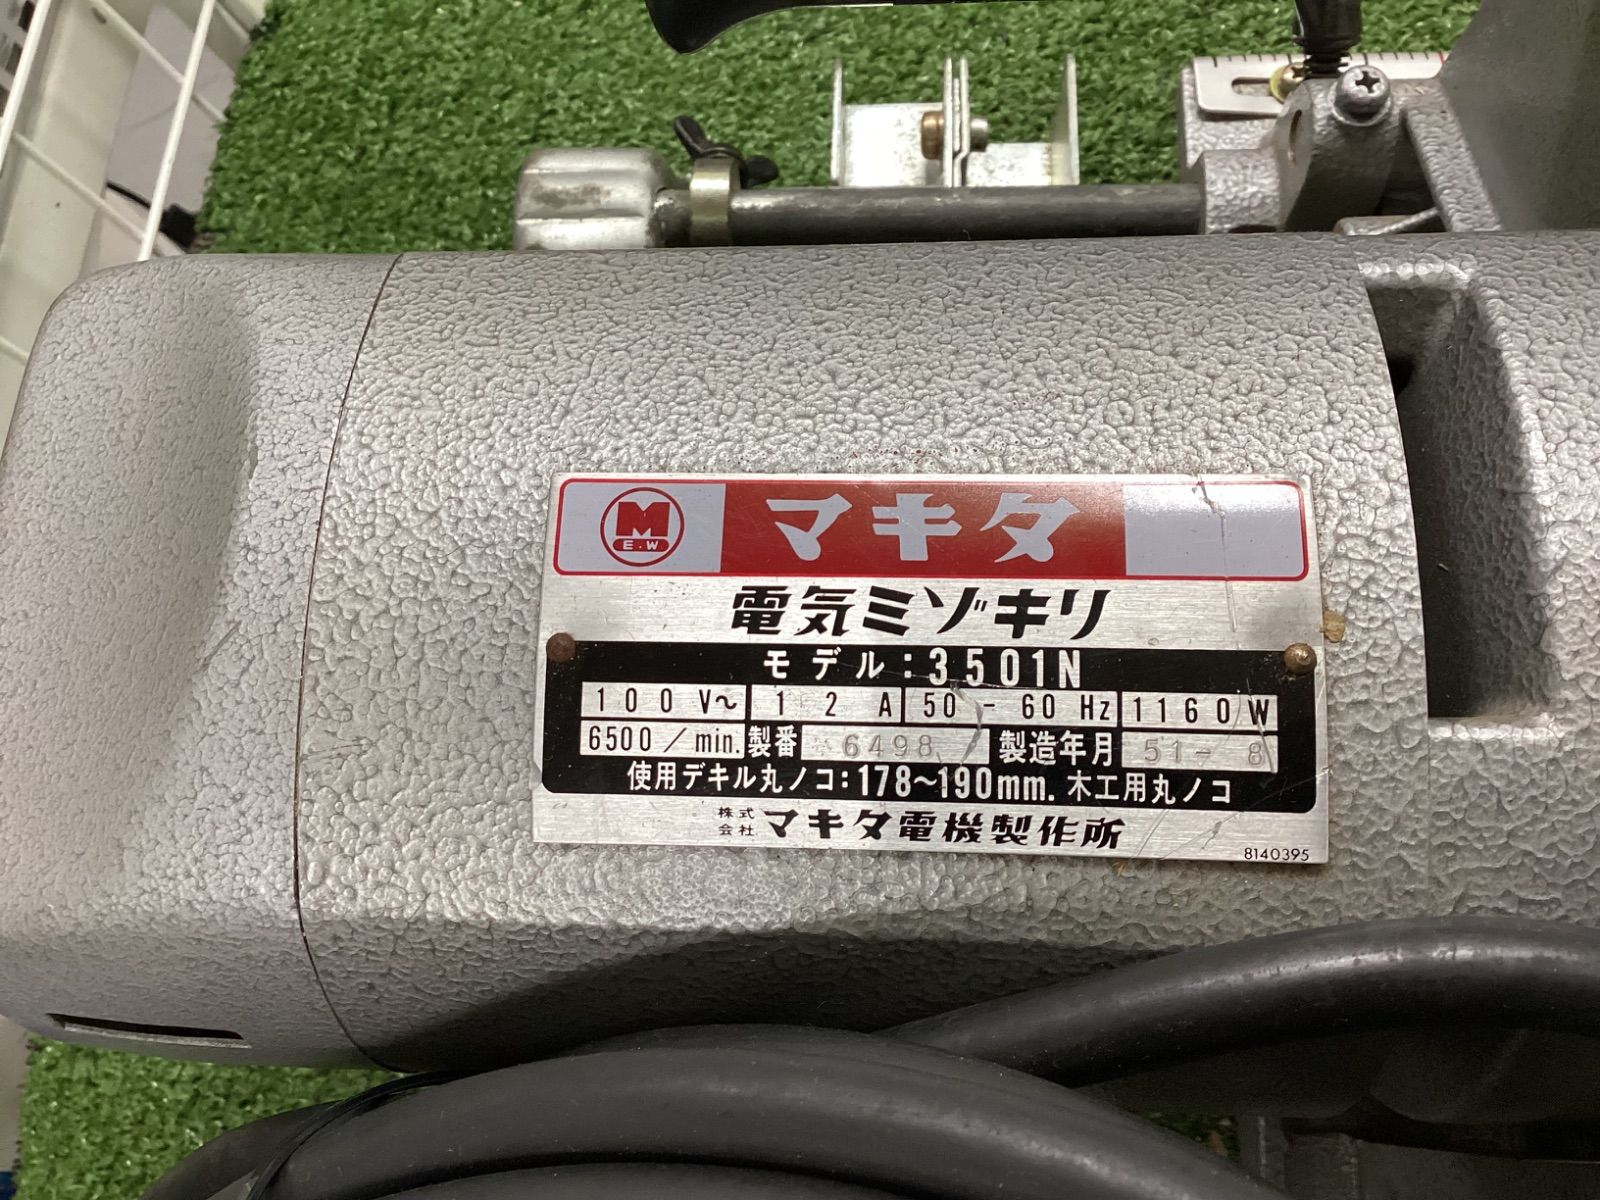 M
E.W
マキタ
電気ミゾキリ
モデル:3501N
100V～ 12A 50-60Hz 1160W
6500/min. 製番 6498 製造年月 51-8
使用デキル丸ノコ:178～190mm. 木工用丸ノコ
株式会社 マキタ電機製作所
8140395